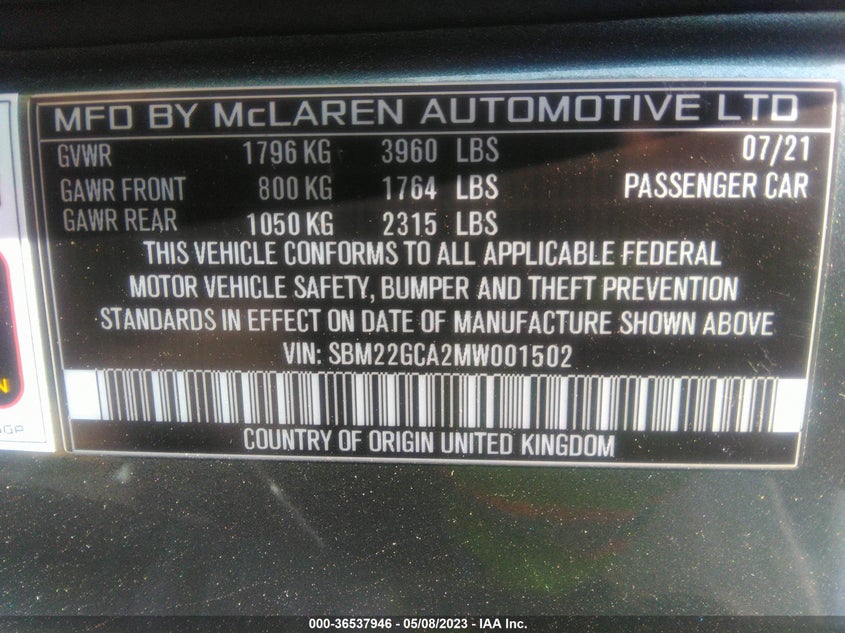 MFD BY McLAREN AUTOMOTIVE LTD
GVWR 1796 KG 3960 LBS 07/21
GAWR FRONT 800 KG 1764 LBS PASSENGER CAR
GAWR REAR 1050 KG 2315 LBS
THIS VEHICLE CONFORMS TO ALL APPLICABLE FEDERAL
MOTOR VEHICLE SAFETY, BUMPER AND THEFT PREVENTION
STANDARDS IN EFFECT ON DATE OF MANUFACTURE SHOWN ABOVE
VIN: SBM22GCA2MW001502
COUNTRY OF ORIGIN UNITED KINGDOM
000-36537946 - 05/08/2023 - IAA Inc.